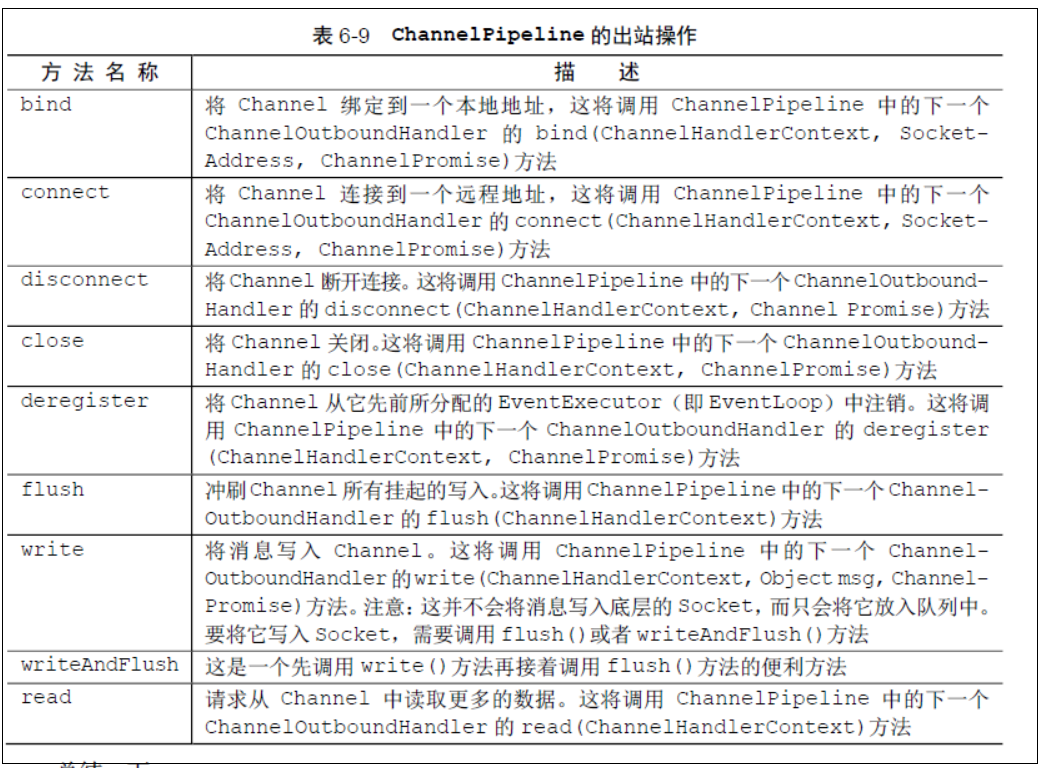 表 6-9 ChannelPipeline 的出站操作
方 法 名 称 描 述
bind 将 Channel 绑定到一个本地地址，这将调用 ChannelPipeline 中的下一个
ChannelOutboundHandler 的 bind(ChannelHandlerContext, Socket-
Address, ChannelPromise)方法
connect 将 Channel 连接到一个远程地址，这将调用 ChannelPipeline 中的下一个
ChannelOutboundHandler 的 connect(ChannelHandlerContext, Socket-
Address, ChannelPromise)方法
disconnect 将 Channel 断开连接。这将调用 ChannelPipeline 中的下一个 ChannelOutbound-
Handler 的 disconnect(ChannelHandlerContext, Channel Promise)方法
close 将 Channel 关闭。这将调用 ChannelPipeline 中的下一个 ChannelOutbound-
Handler 的 close(ChannelHandlerContext, ChannelPromise)方法
deregister 将 Channel 从它先前所分配的 EventExecutor（即 EventLoop）中注销。这将调
用 ChannelPipeline 中的下一个 ChannelOutboundHandler 的 deregister
(ChannelHandlerContext, ChannelPromise)方法
flush 冲刷 Channel 所有挂起的写入。这将调用 ChannelPipeline 中的下一个 Channel-
OutboundHandler 的 flush(ChannelHandlerContext)方法
write 将消息写入 Channel。这将调用 ChannelPipeline 中的下一个 Channel-
OutboundHandler 的 write(ChannelHandlerContext, Object msg, Channel-
Promise)方法。注意：这并不会将消息写入底层的 Socket，而只会将它放入队列中。
要将它写入 Socket，需要调用 flush()或者 writeAndFlush()方法
writeAndFlush 这是一个先调用 write()方法再接着调用 flush()方法的便利方法
read 请求从 Channel 中读取更多的数据。这将调用 ChannelPipeline 中的下一个
ChannelOutboundHandler 的 read(ChannelHandlerContext)方法